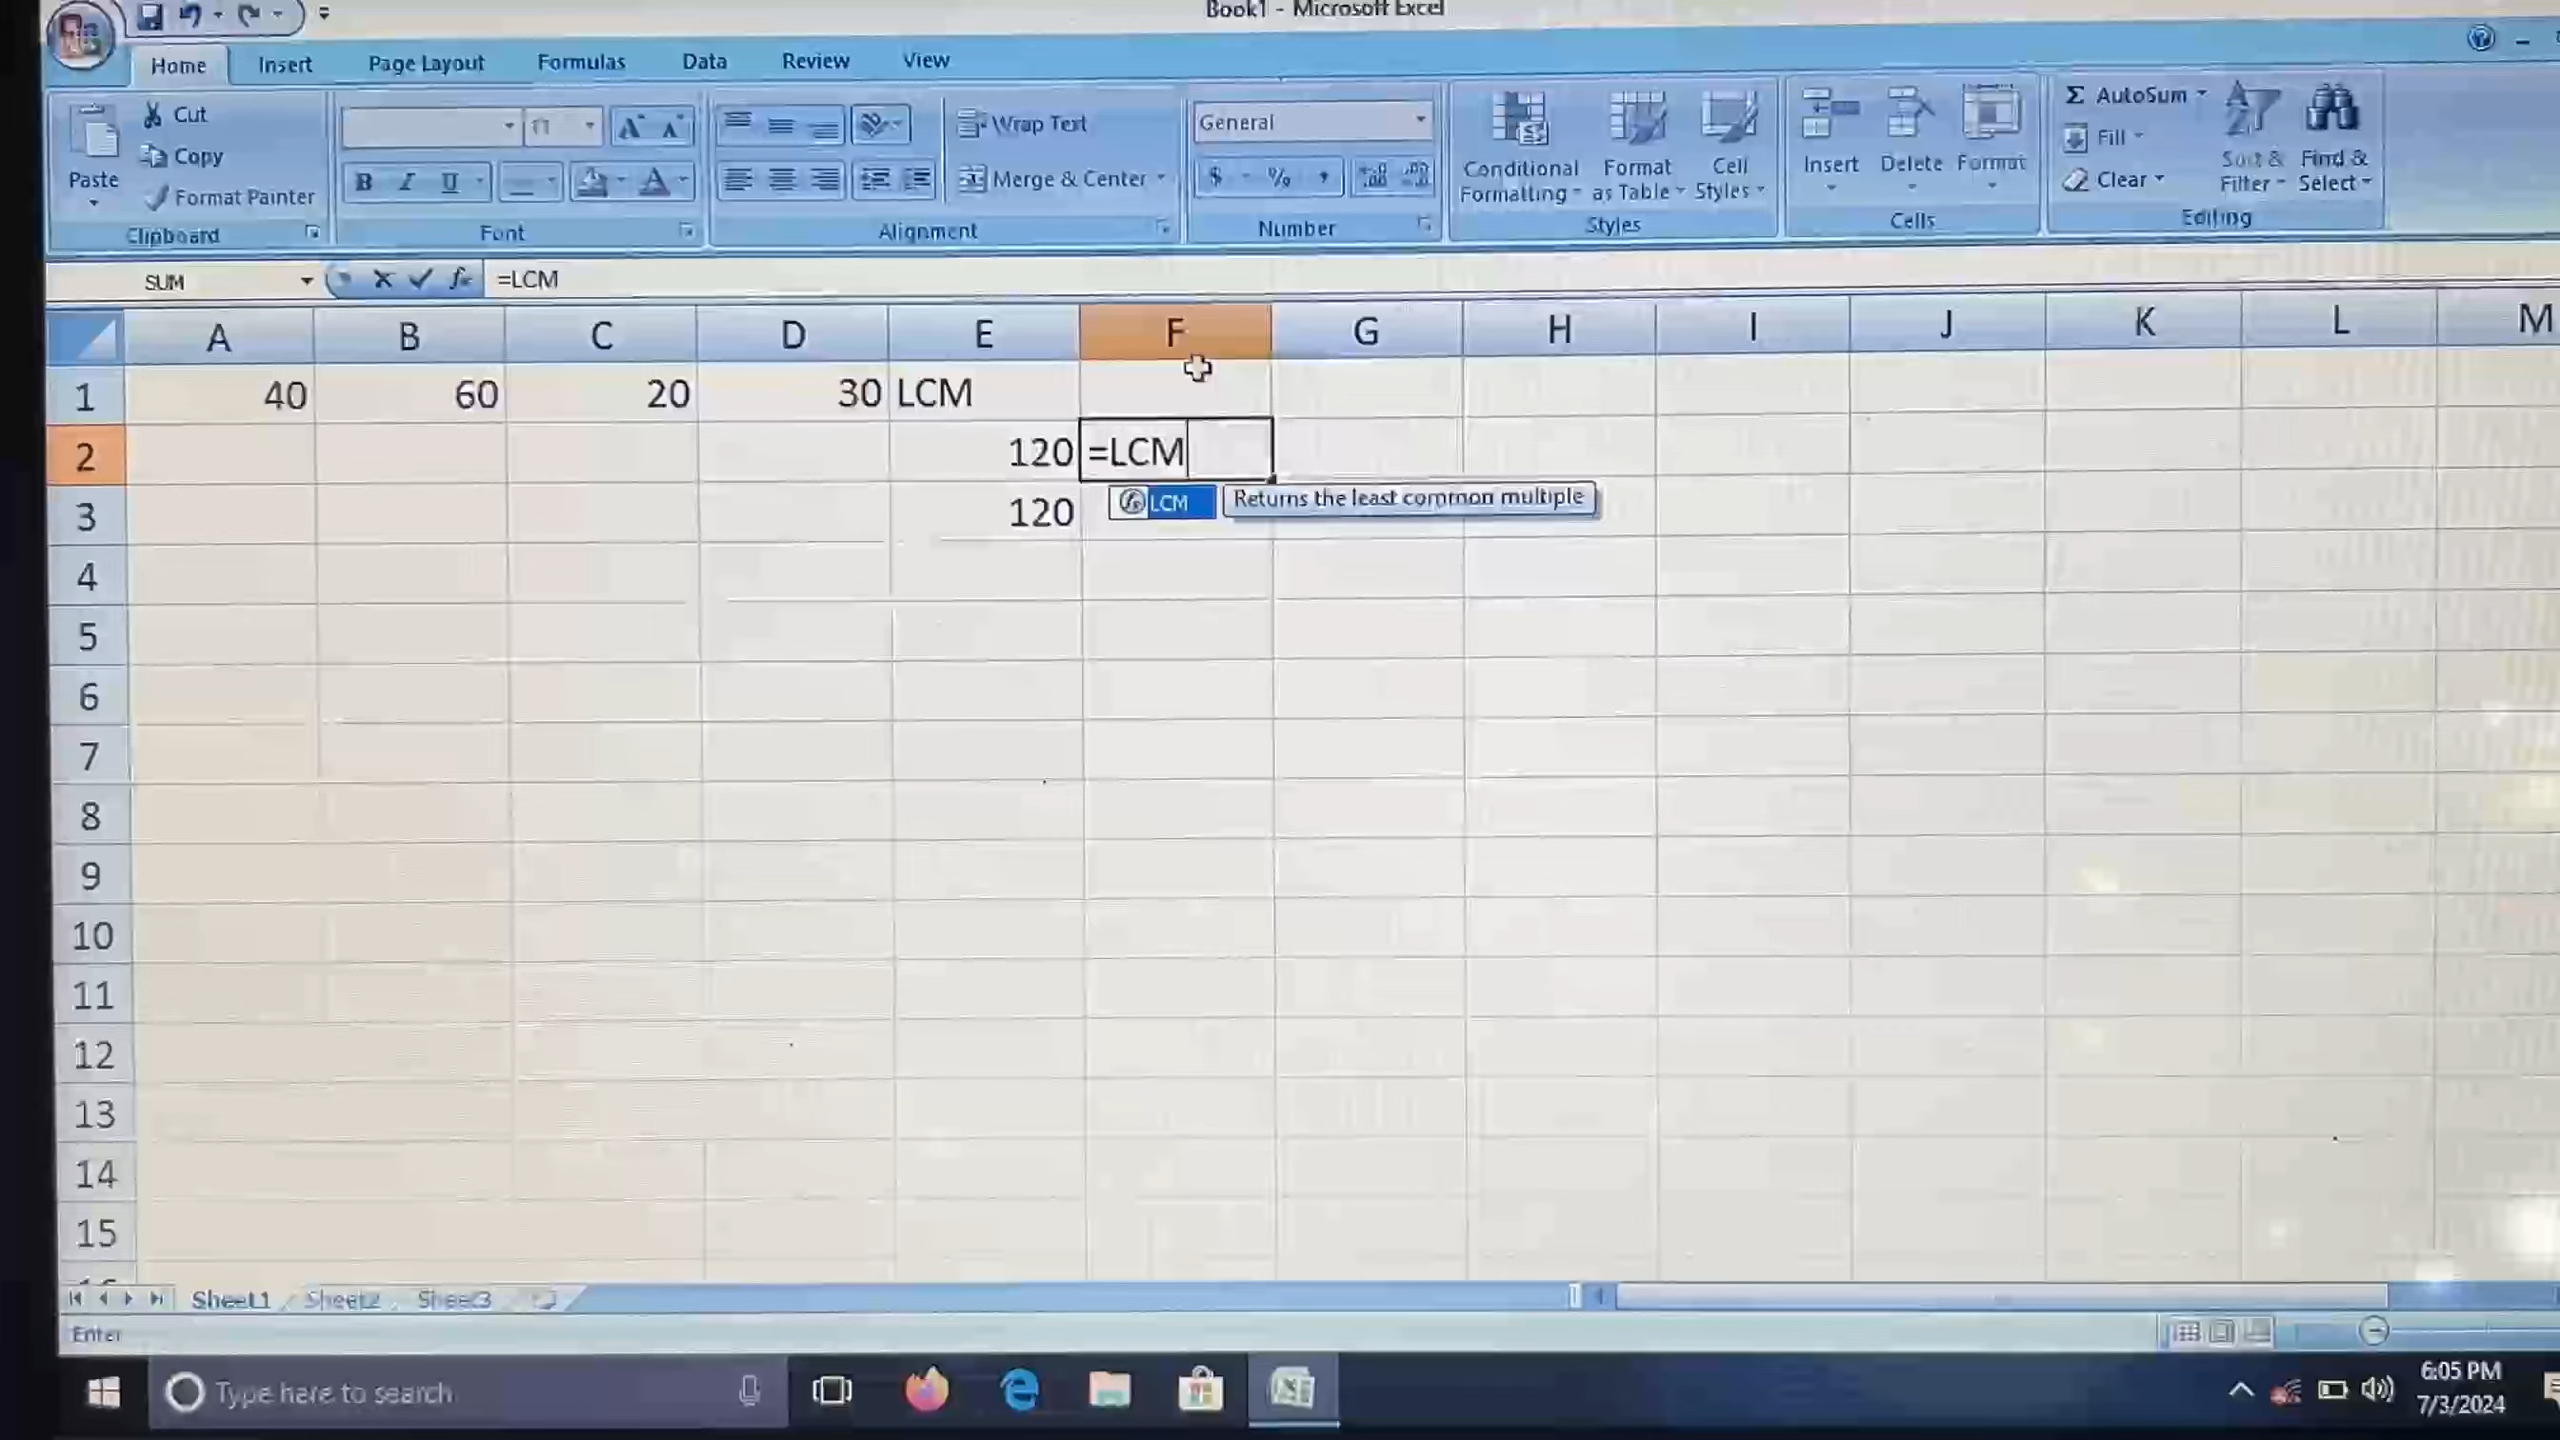 Book1 - Microsoft Excel
Home Insert Page Layout Formulas Data Review View
Paste
Cut
Copy
Format Painter
Clipboard
11
B I U
Font
Wrap Text
Merge & Center
Alignment
General
$ % ,
Number
Conditional Formatting
Format as Table
Cell Styles
Styles
Insert Delete Format
Cells
Σ AutoSum
Fill
Clear
Sort & Filter
Find & Select
Editing
SUM fx =LCM
A B C D E F G H I J K L M
1 40 60 20 30 LCM
2 120 =LCM
LCM Returns the least common multiple
3 120
4
5
6
7
8
9
10
11
12
13
14
15
Sheet1 Sheet2 Sheet3
Enter
Type here to search
6:05 PM
7/3/2024